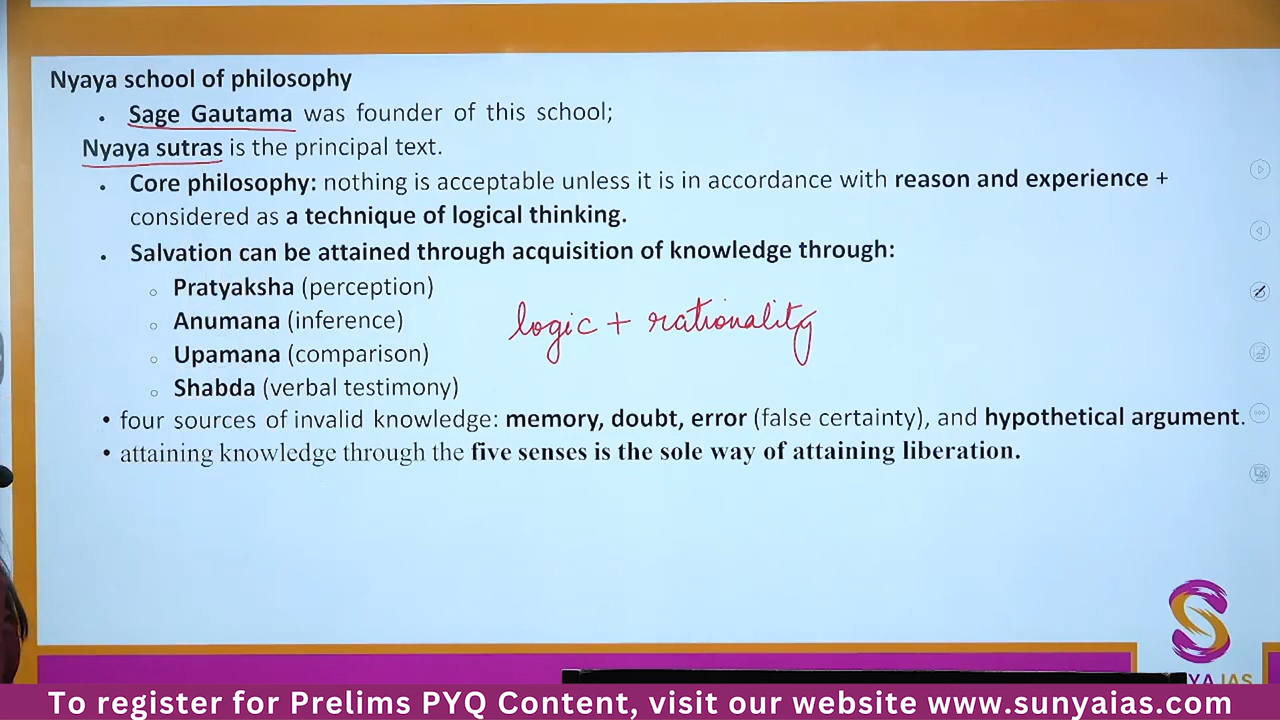 Nyaya school of philosophy
• Sage Gautama was founder of this school;
Nyaya sutras is the principal text.
• Core philosophy: nothing is acceptable unless it is in accordance with reason and experience +
considered as a technique of logical thinking.
• Salvation can be attained through acquisition of knowledge through:
○ Pratyaksha (perception)
○ Anumana (inference)
logic + rationality
○ Upamana (comparison)
○ Shabda (verbal testimony)
• four sources of invalid knowledge: memory, doubt, error (false certainty), and hypothetical argument.
• attaining knowledge through the five senses is the sole way of attaining liberation.
YA IAS
To register for Prelims PYQ Content, visit our website www.sunyaias.com